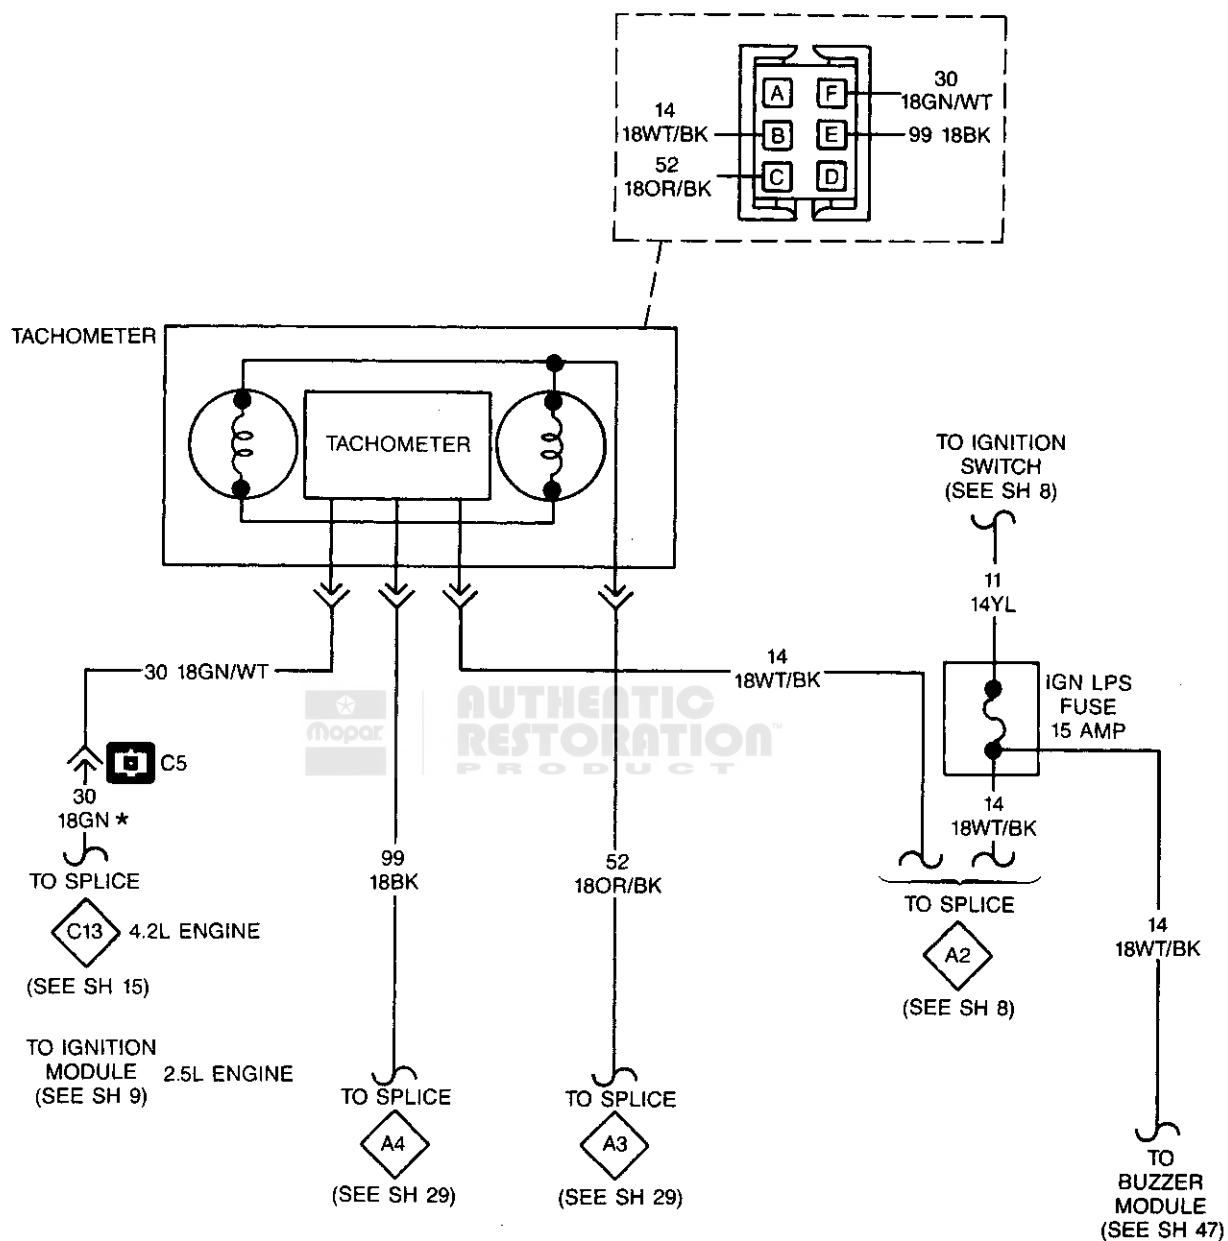 A
F
30
18GN/WT
14
18WT/BK
B
E
99 18BK
52
18OR/BK
C
D
TACHOMETER
TACHOMETER
TO IGNITION
SWITCH
(SEE SH 8)
11
14YL
30 18GN/WT
14
18WT/BK
IGN LPS
FUSE
15 AMP
Mopar
AUTHENTIC
RESTORATION™
PRODUCT
C5
30
18GN *
TO SPLICE
C13
4.2L ENGINE
(SEE SH 15)
TO IGNITION
MODULE
(SEE SH 9)
2.5L ENGINE
99
18BK
TO SPLICE
A4
(SEE SH 29)
52
18OR/BK
TO SPLICE
A3
(SEE SH 29)
14
18WT/BK
TO SPLICE
A2
(SEE SH 8)
14
18WT/BK
TO
BUZZER
MODULE
(SEE SH 47)